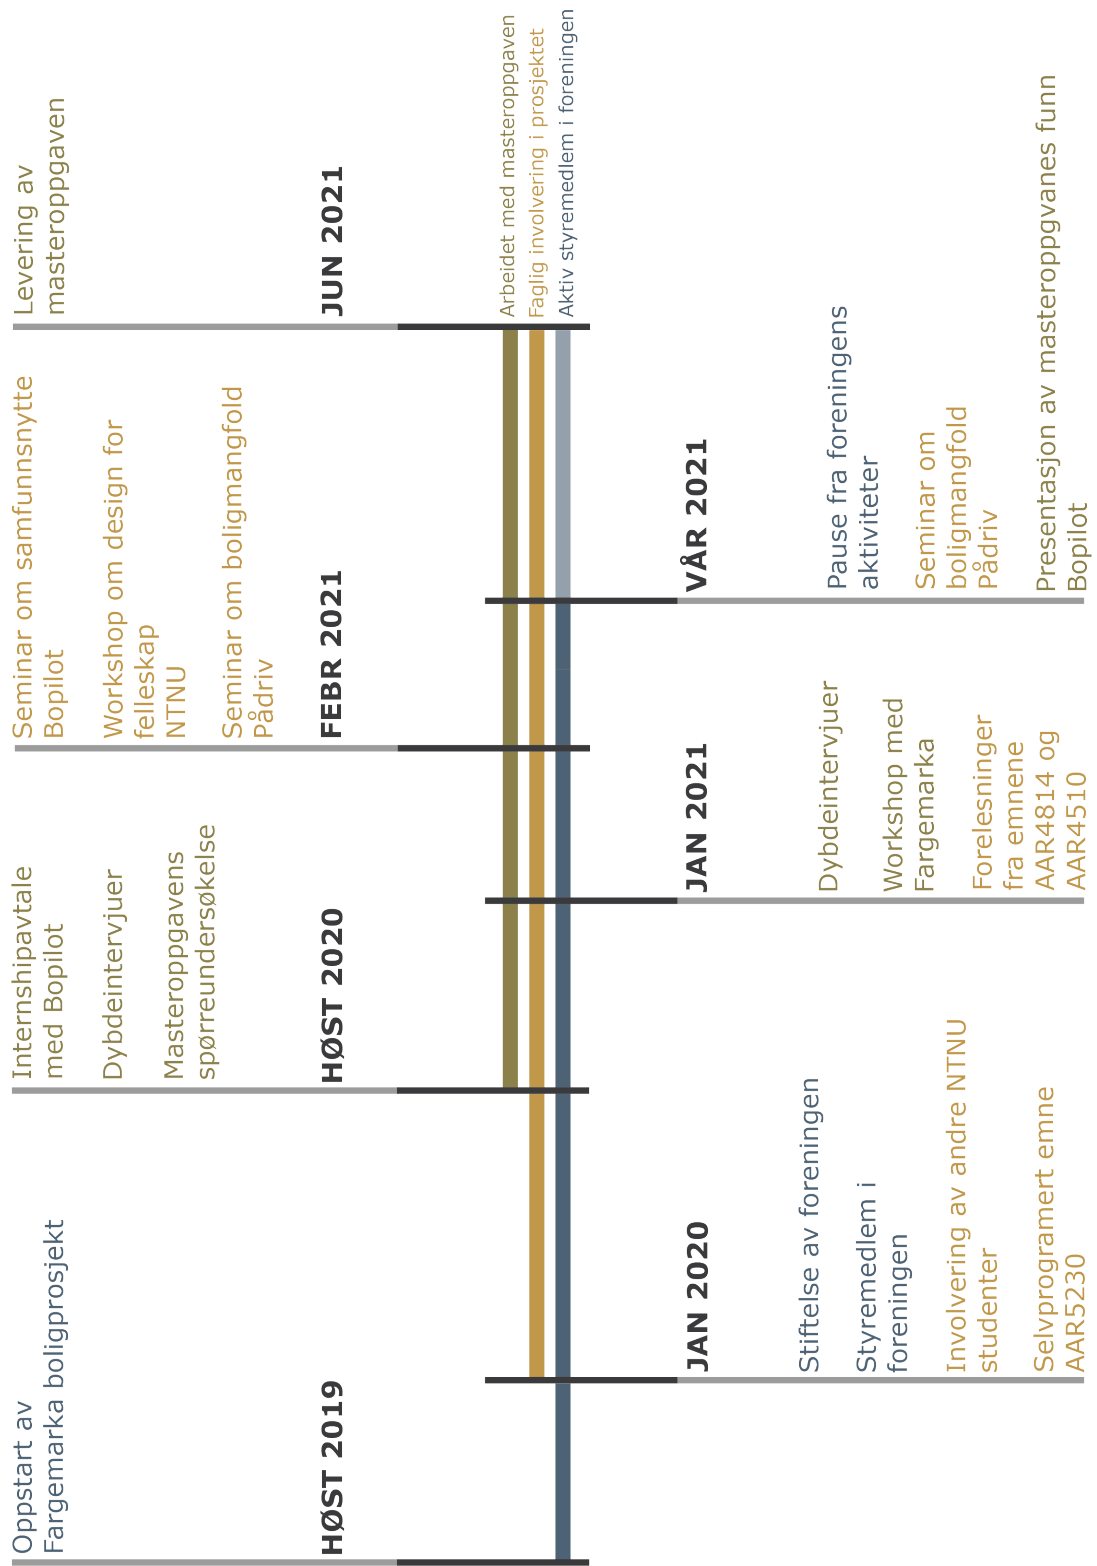 Oppstart av
Fargemarka boligprosjekt
HØST 2019
JAN 2020
Stiftelse av foreningen
Styremedlem i
foreningen
Involvering av andre NTNU
studenter
Selvprogramert emne
AAR5230
Internshipavtale
med Bopilot
Dybdeintervjuer
Masteroppgavens
spørreundersøkelse
HØST 2020
JAN 2021
Dybdeintervjuer
Workshop med
Fargemarka
Forelesninger
fra emnene
AAR4814 og
AAR4510
Seminar om samfunnsnytte
Bopilot
Workshop om design for
felleskap
NTNU
Seminar om boligmangfold
Pådriv
FEBR 2021
VÅR 2021
Pause fra foreningens
aktiviteter
Seminar om
boligmangfold
Pådriv
Presentasjon av masteroppgvanes funn
Bopilot
Levering av
masteroppgaven
JUN 2021
Arbeidet med masteroppgaven
Faglig involvering i prosjektet
Aktiv styremedlem i foreningen